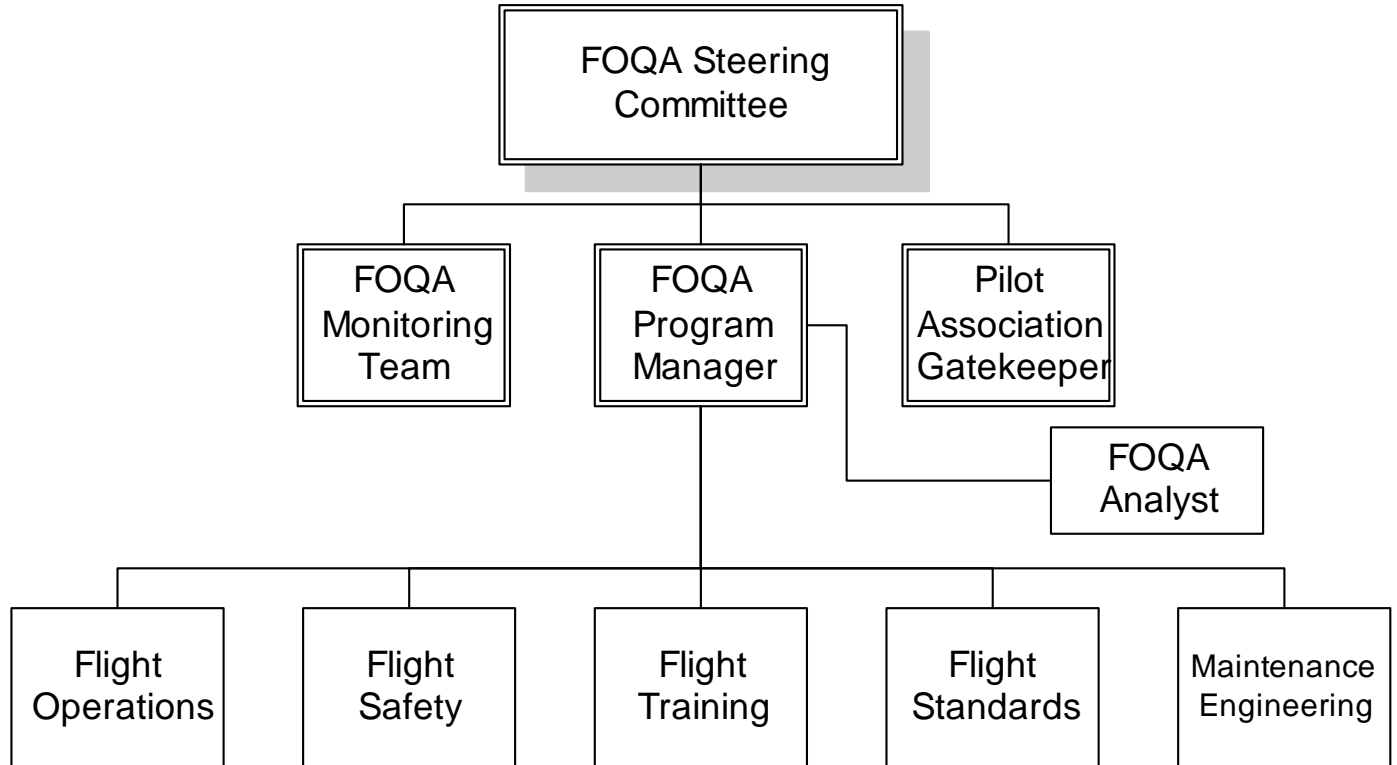 FOQA Steering
Committee
FOQA
Monitoring
Team
FOQA
Program
Manager
Pilot
Association
Gatekeeper
FOQA
Analyst
Flight
Operations
Flight
Safety
Flight
Training
Flight
Standards
Maintenance
Engineering